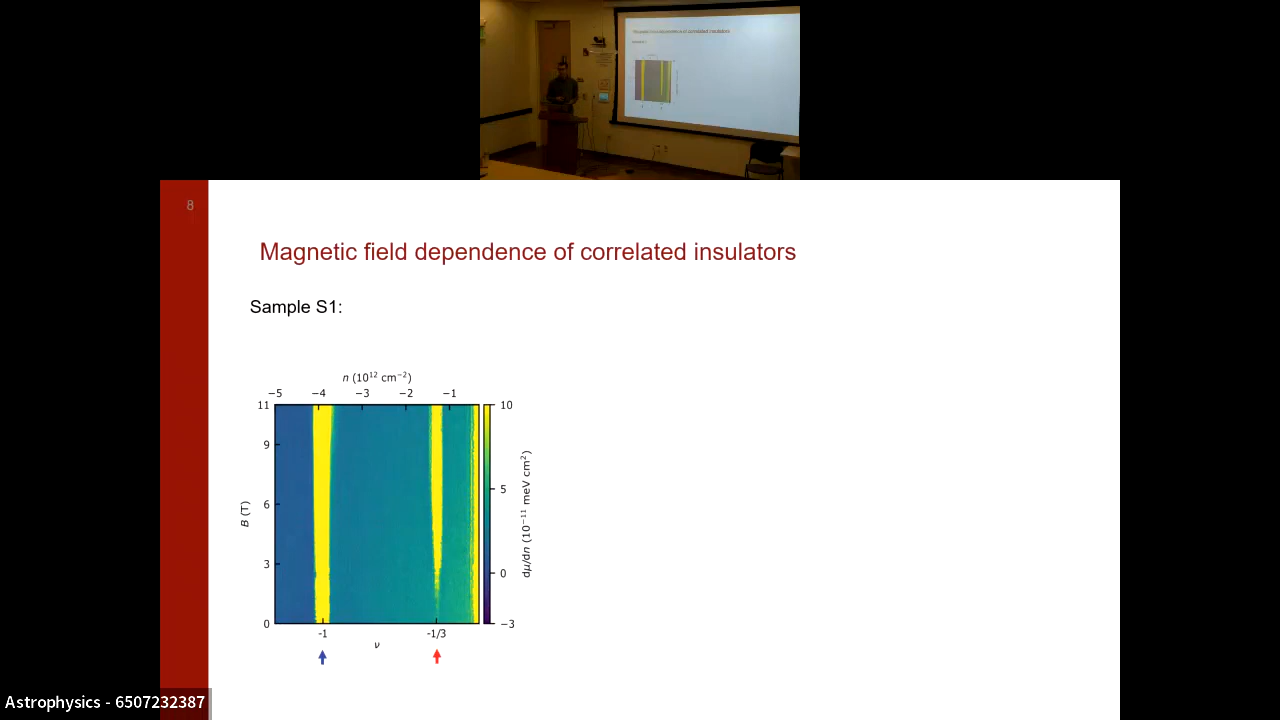 8
Magnetic field dependence of correlated insulators
Sample S1:
n (10¹² cm⁻²)
−5 −4 −3 −2 −1
11
9
6
3
0
B (T)
10
5
0
−3
dμ/dn (10⁻¹¹ meV cm²)
-1 -1/3
ν
Astrophysics - 6507232387